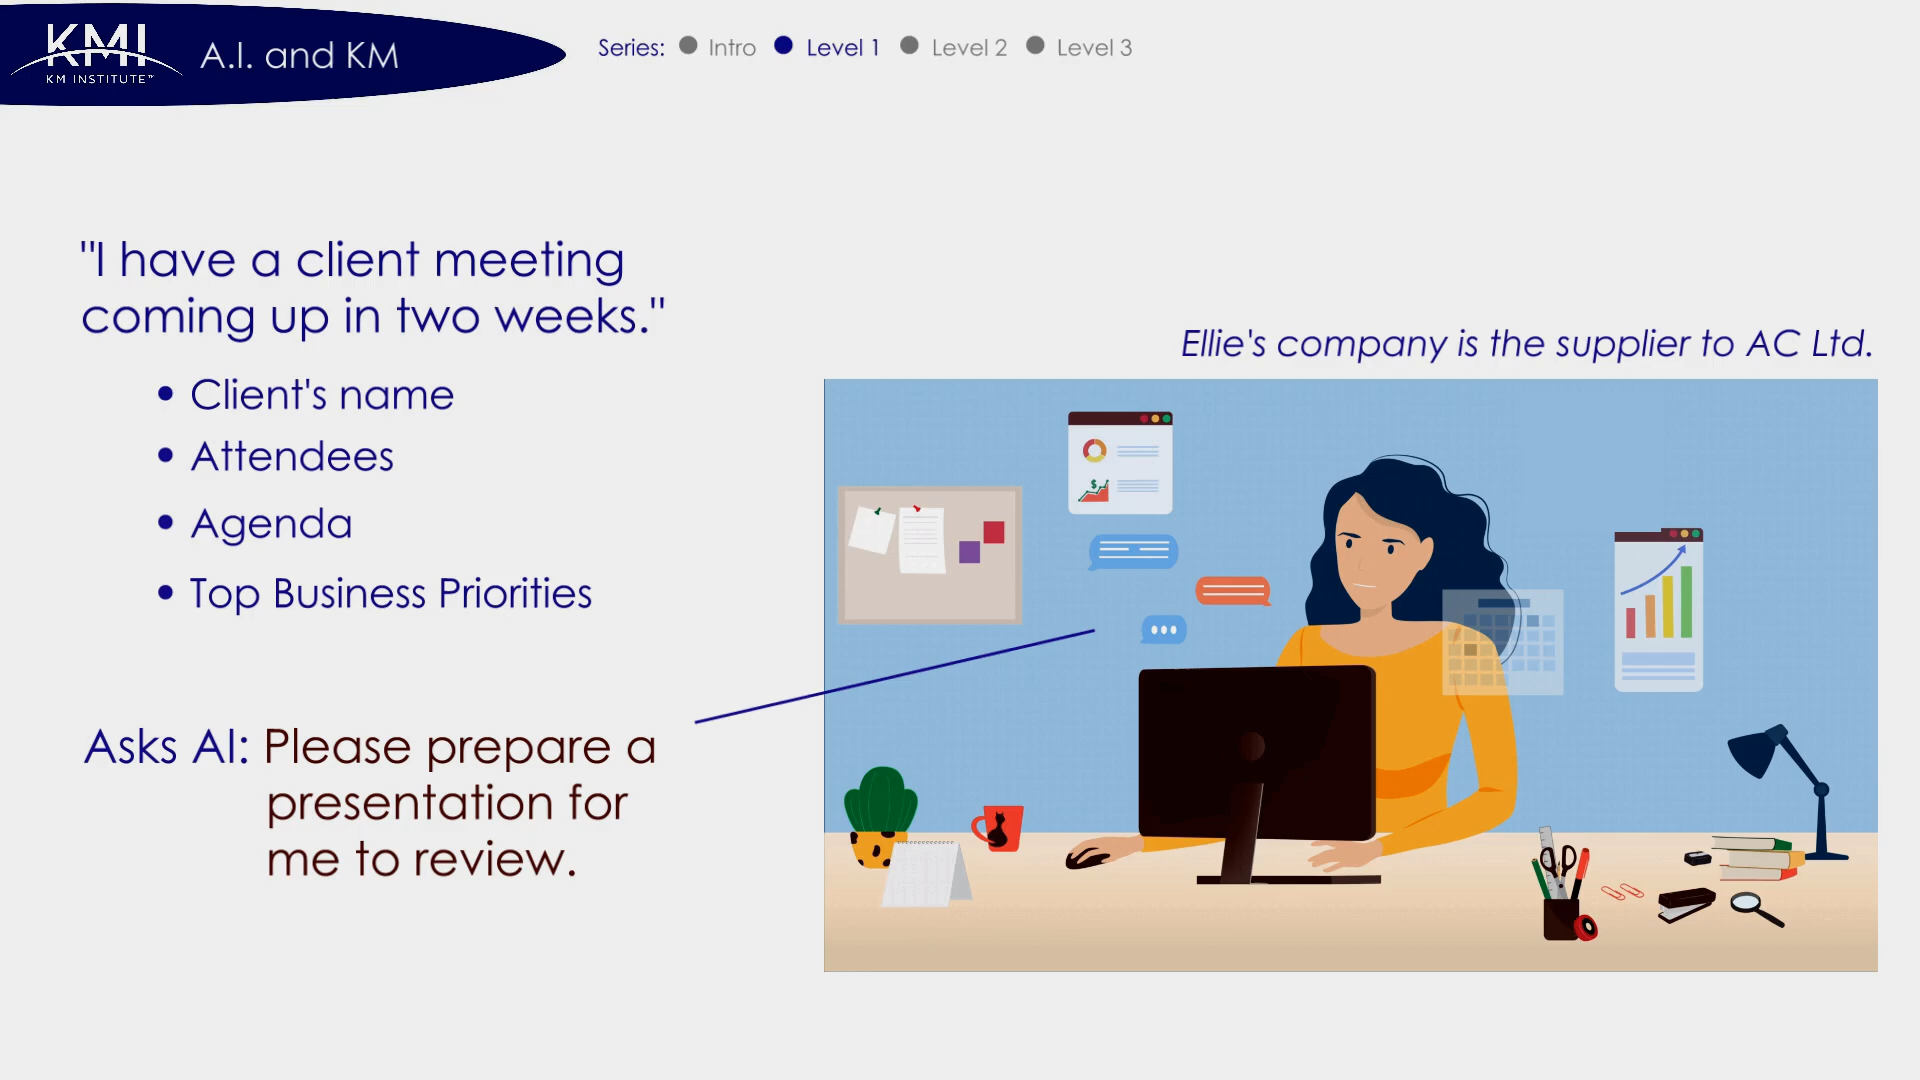 KMI
KM INSTITUTE™
A.I. and KM
Series: Intro Level 1 Level 2 Level 3
"I have a client meeting
coming up in two weeks."
• Client's name
• Attendees
• Agenda
• Top Business Priorities
Ellie's company is the supplier to AC Ltd.
Asks AI: Please prepare a
presentation for
me to review.
$